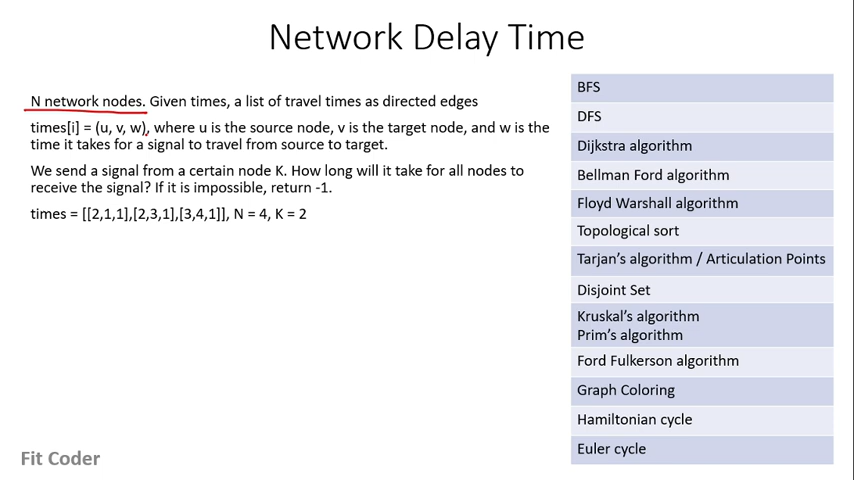 Network Delay Time
N network nodes. Given times, a list of travel times as directed edges
times[i] = (u, v, w), where u is the source node, v is the target node, and w is the
time it takes for a signal to travel from source to target.
We send a signal from a certain node K. How long will it take for all nodes to
receive the signal? If it is impossible, return -1.
times = [[2,1,1],[2,3,1],[3,4,1]], N = 4, K = 2
BFS
DFS
Dijkstra algorithm
Bellman Ford algorithm
Floyd Warshall algorithm
Topological sort
Tarjan’s algorithm / Articulation Points
Disjoint Set
Kruskal’s algorithm
Prim’s algorithm
Ford Fulkerson algorithm
Graph Coloring
Hamiltonian cycle
Euler cycle
Fit Coder